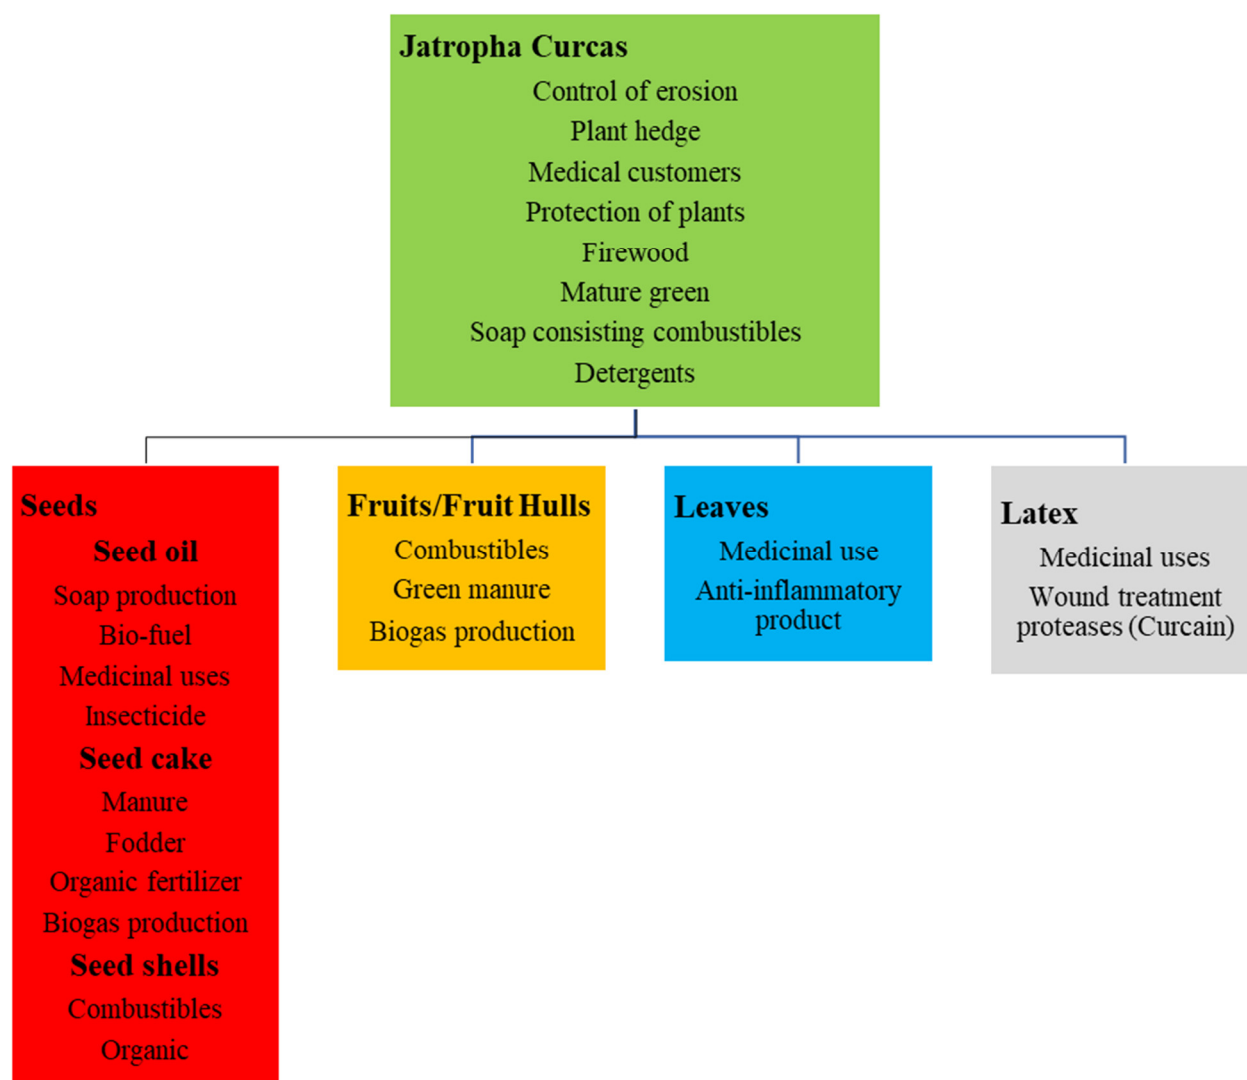 Jatropha Curcas
Control of erosion
Plant hedge
Medical customers
Protection of plants
Firewood
Mature green
Soap consisting combustibles
Detergents
Seeds
Seed oil
Soap production
Bio-fuel
Medicinal uses
Insecticide
Seed cake
Manure
Fodder
Organic fertilizer
Biogas production
Seed shells
Combustibles
Organic
Fruits/Fruit Hulls
Combustibles
Green manure
Biogas production
Leaves
Medicinal use
Anti-inflammatory
product
Latex
Medicinal uses
Wound treatment
proteases (Curcain)